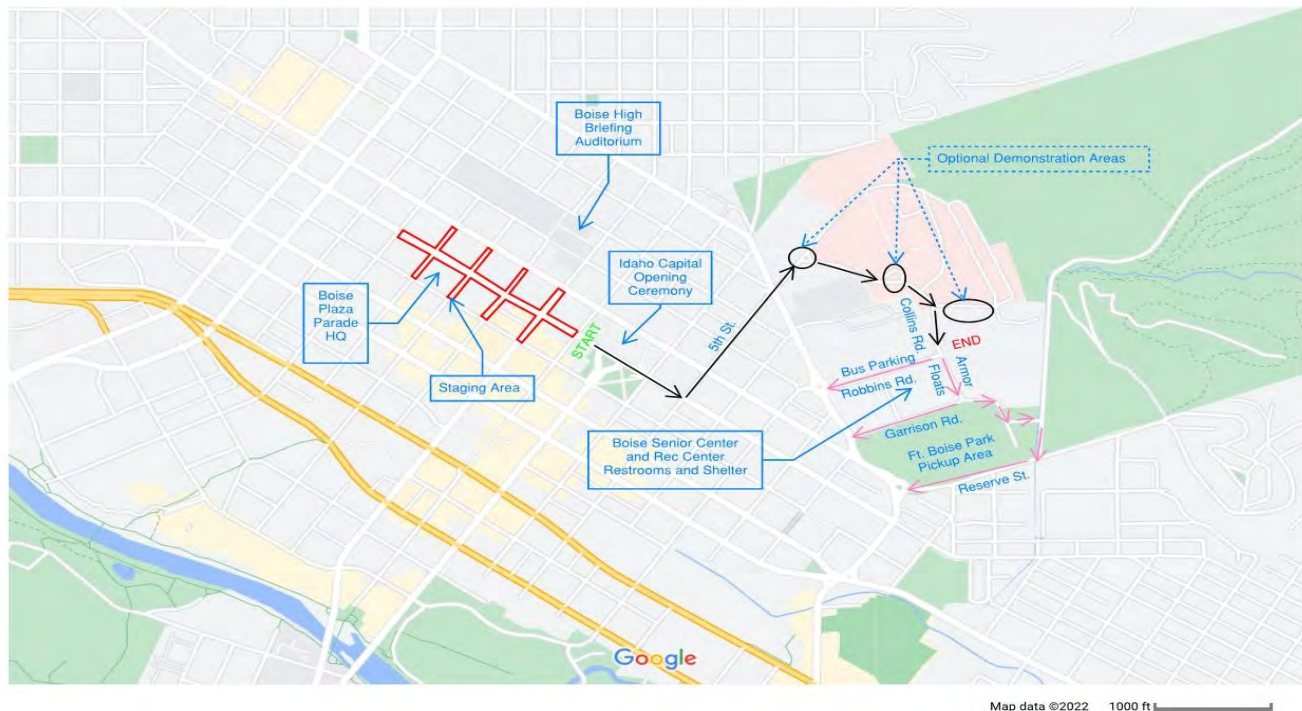 Boise High
Briefing
Auditorium
Optional Demonstration Areas
Idaho Capital
Opening
Ceremony
Boise
Plaza
Parade
HQ
START
5th St.
Collins Rd.
END
Staging Area
Bus Parking
Robbins Rd.
Floats
Armor
Garrison Rd.
Boise Senior Center
and Rec Center
Restrooms and Shelter
Ft. Boise Park
Pickup Area
Reserve St.
Google
Map data ©2022 1000 ft